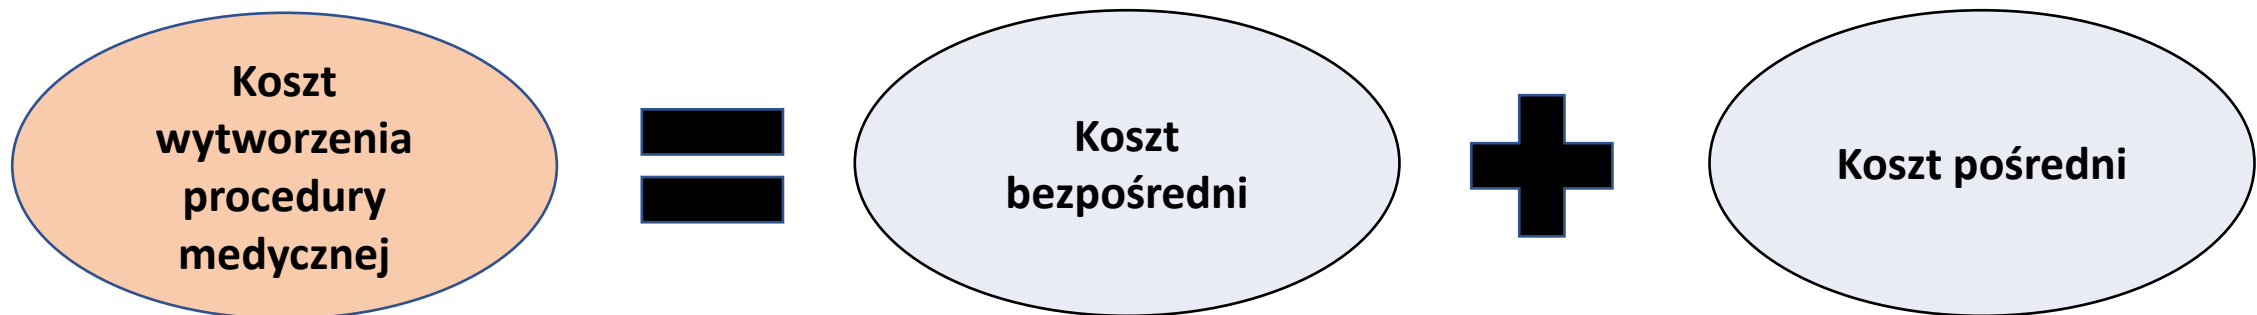 Koszt
wytworzenia
procedury
medycznej
Koszt
bezpośredni
Koszt pośredni